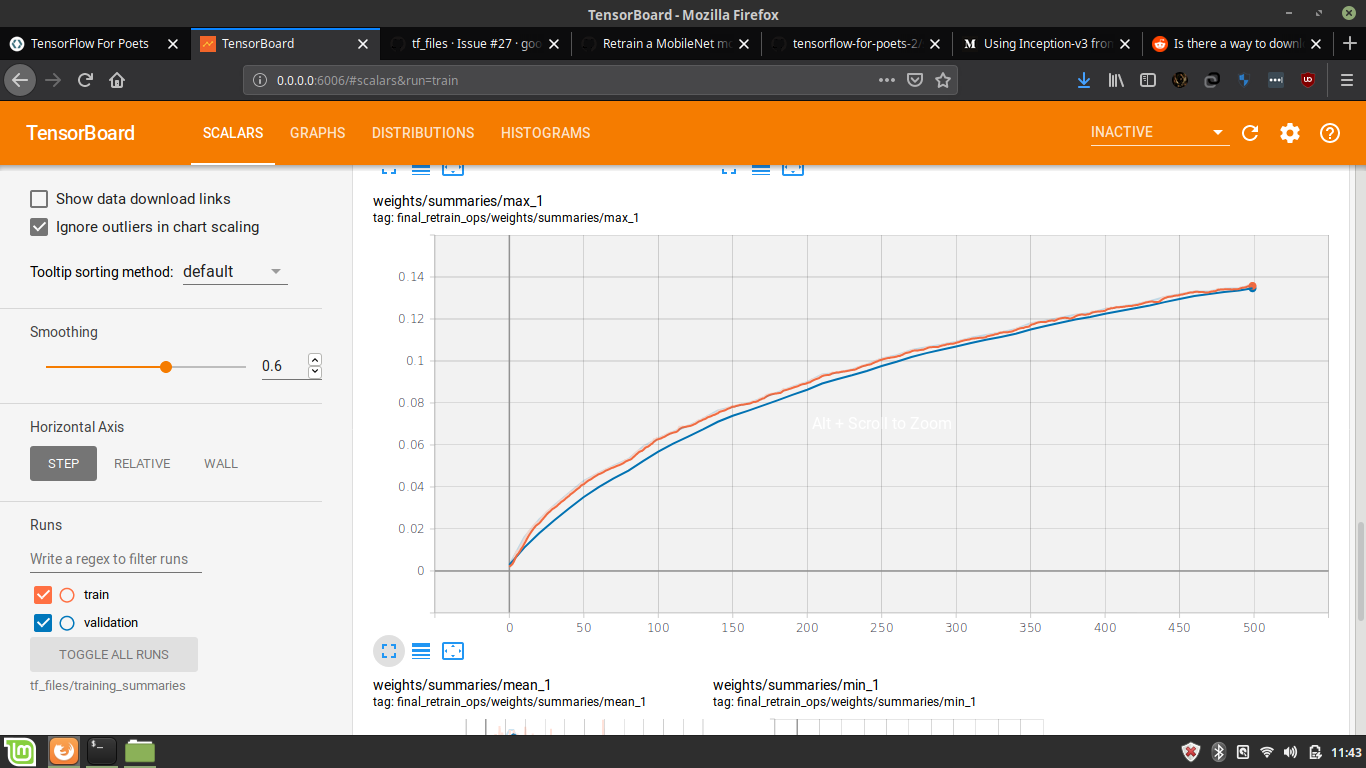 TensorBoard - Mozilla Firefox
TensorFlow For Poets
TensorBoard
tf_files · Issue #27 · goo
Retrain a MobileNet mo
tensorflow-for-poets-2/
Using Inception-v3 from
Is there a way to downl
0.0.0.0:6006/#scalars&run=train
TensorBoard
SCALARS
GRAPHS
DISTRIBUTIONS
HISTOGRAMS
INACTIVE
Show data download links
Ignore outliers in chart scaling
Tooltip sorting method: default
Smoothing
0.6
Horizontal Axis
STEP
RELATIVE
WALL
Runs
Write a regex to filter runs
train
validation
TOGGLE ALL RUNS
tf_files/training_summaries
weights/summaries/max_1
tag: final_retrain_ops/weights/summaries/max_1
0.14
0.12
0.1
0.08
0.06
0.04
0.02
0
Alt + Scroll to Zoom
0 50 100 150 200 250 300 350 400 450 500
weights/summaries/mean_1
tag: final_retrain_ops/weights/summaries/mean_1
weights/summaries/min_1
tag: final_retrain_ops/weights/summaries/min_1
11:43